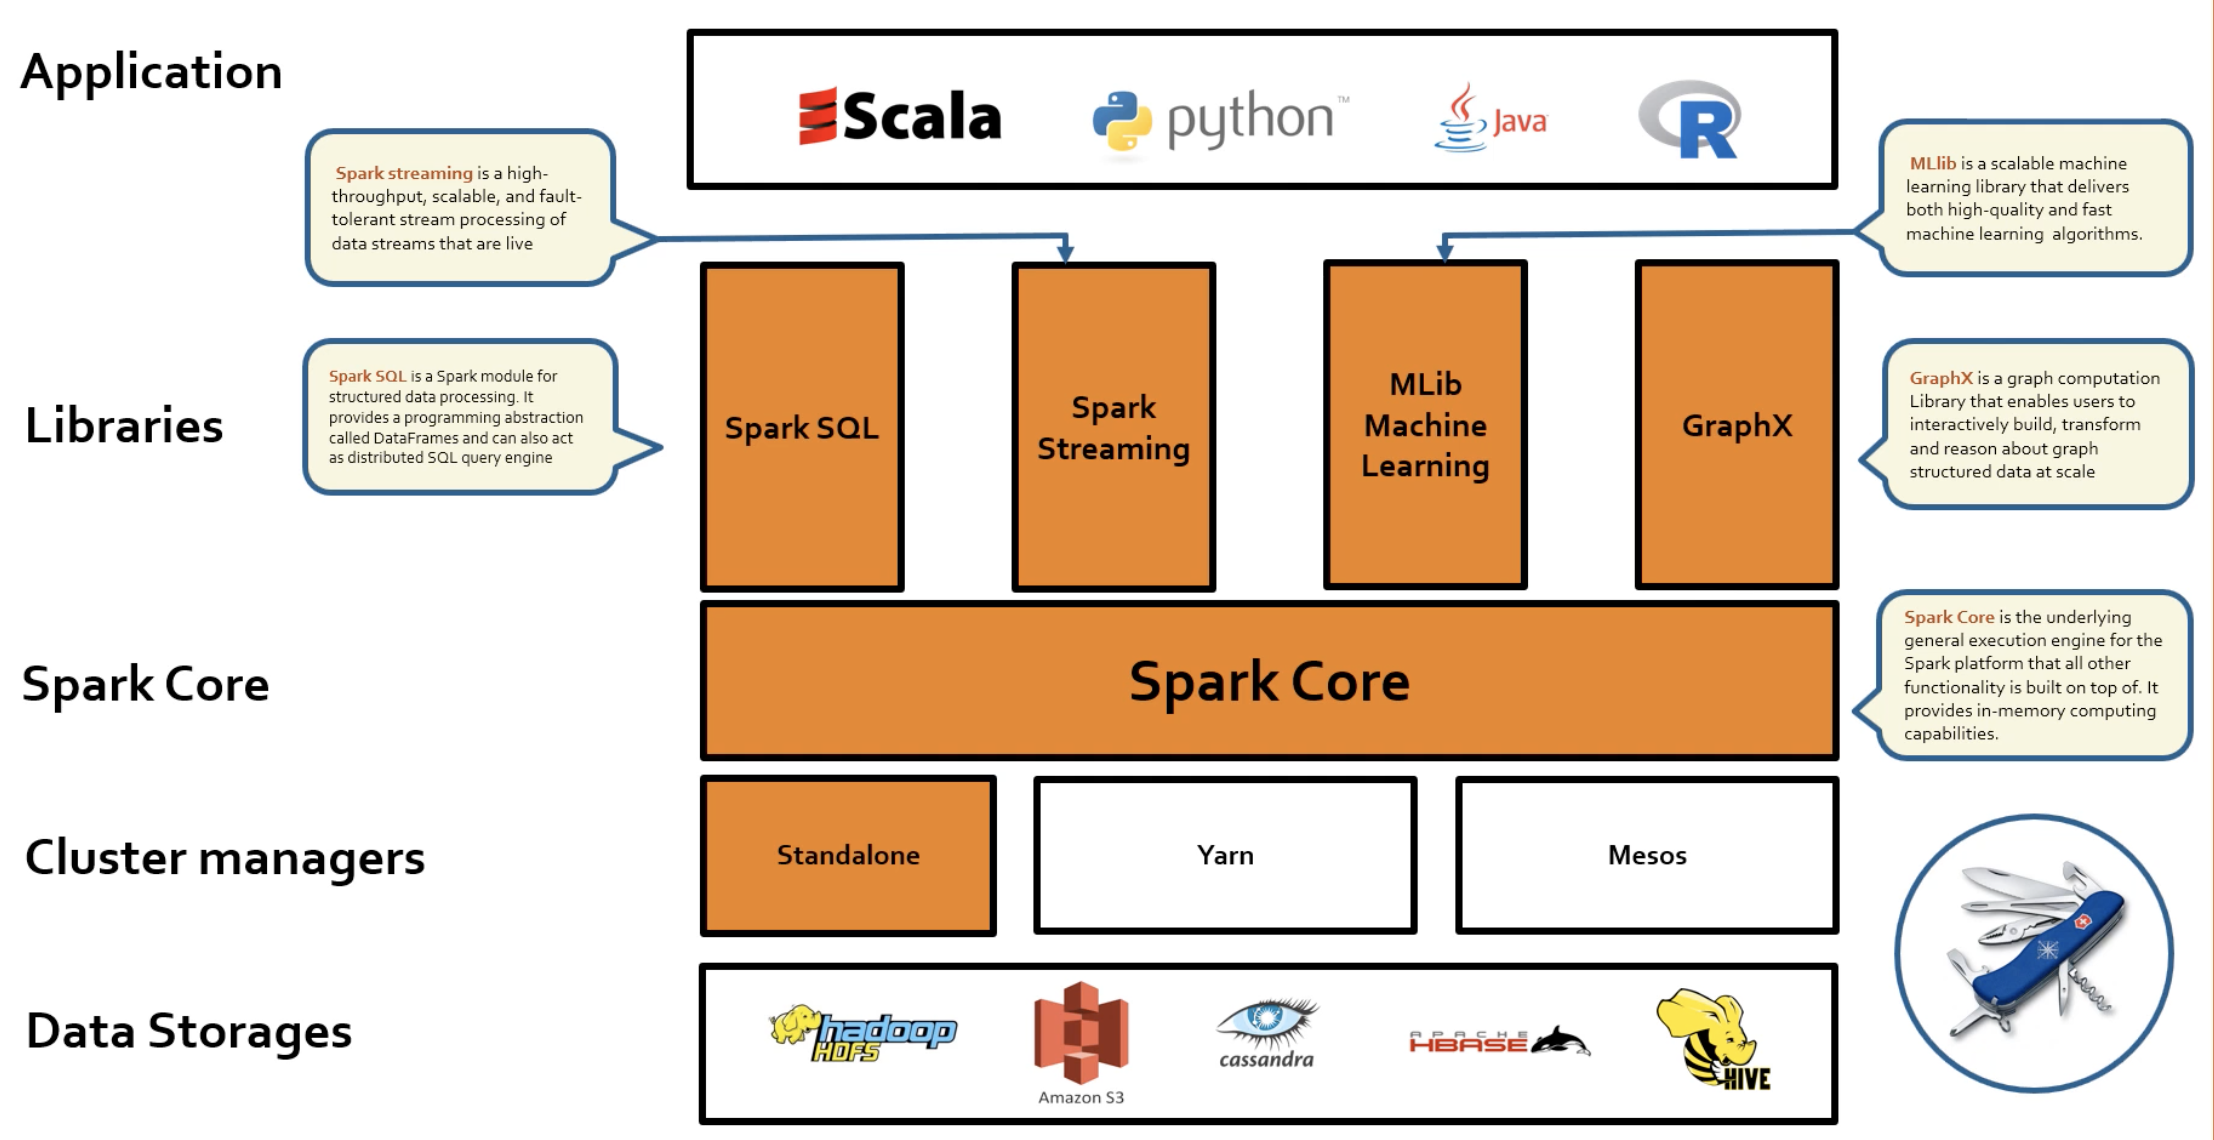 Application
Scala
python™
Java
R
Spark streaming is a high-
throughput, scalable, and fault-
tolerant stream processing of
data streams that are live
MLlib is a scalable machine
learning library that delivers
both high-quality and fast
machine learning algorithms.
Libraries
Spark SQL is a Spark module for
structured data processing. It
provides a programming abstraction
called DataFrames and can also act
as distributed SQL query engine
Spark SQL
Spark
Streaming
MLib
Machine
Learning
GraphX
GraphX is a graph computation
Library that enables users to
interactively build, transform
and reason about graph
structured data at scale
Spark Core
Spark Core
Spark Core is the underlying
general execution engine for the
Spark platform that all other
functionality is built on top of. It
provides in-memory computing
capabilities.
Cluster managers
Standalone
Yarn
Mesos
Data Storages
hadoop
HDFS
Amazon S3
cassandra
APACHE
HBASE
HIVE